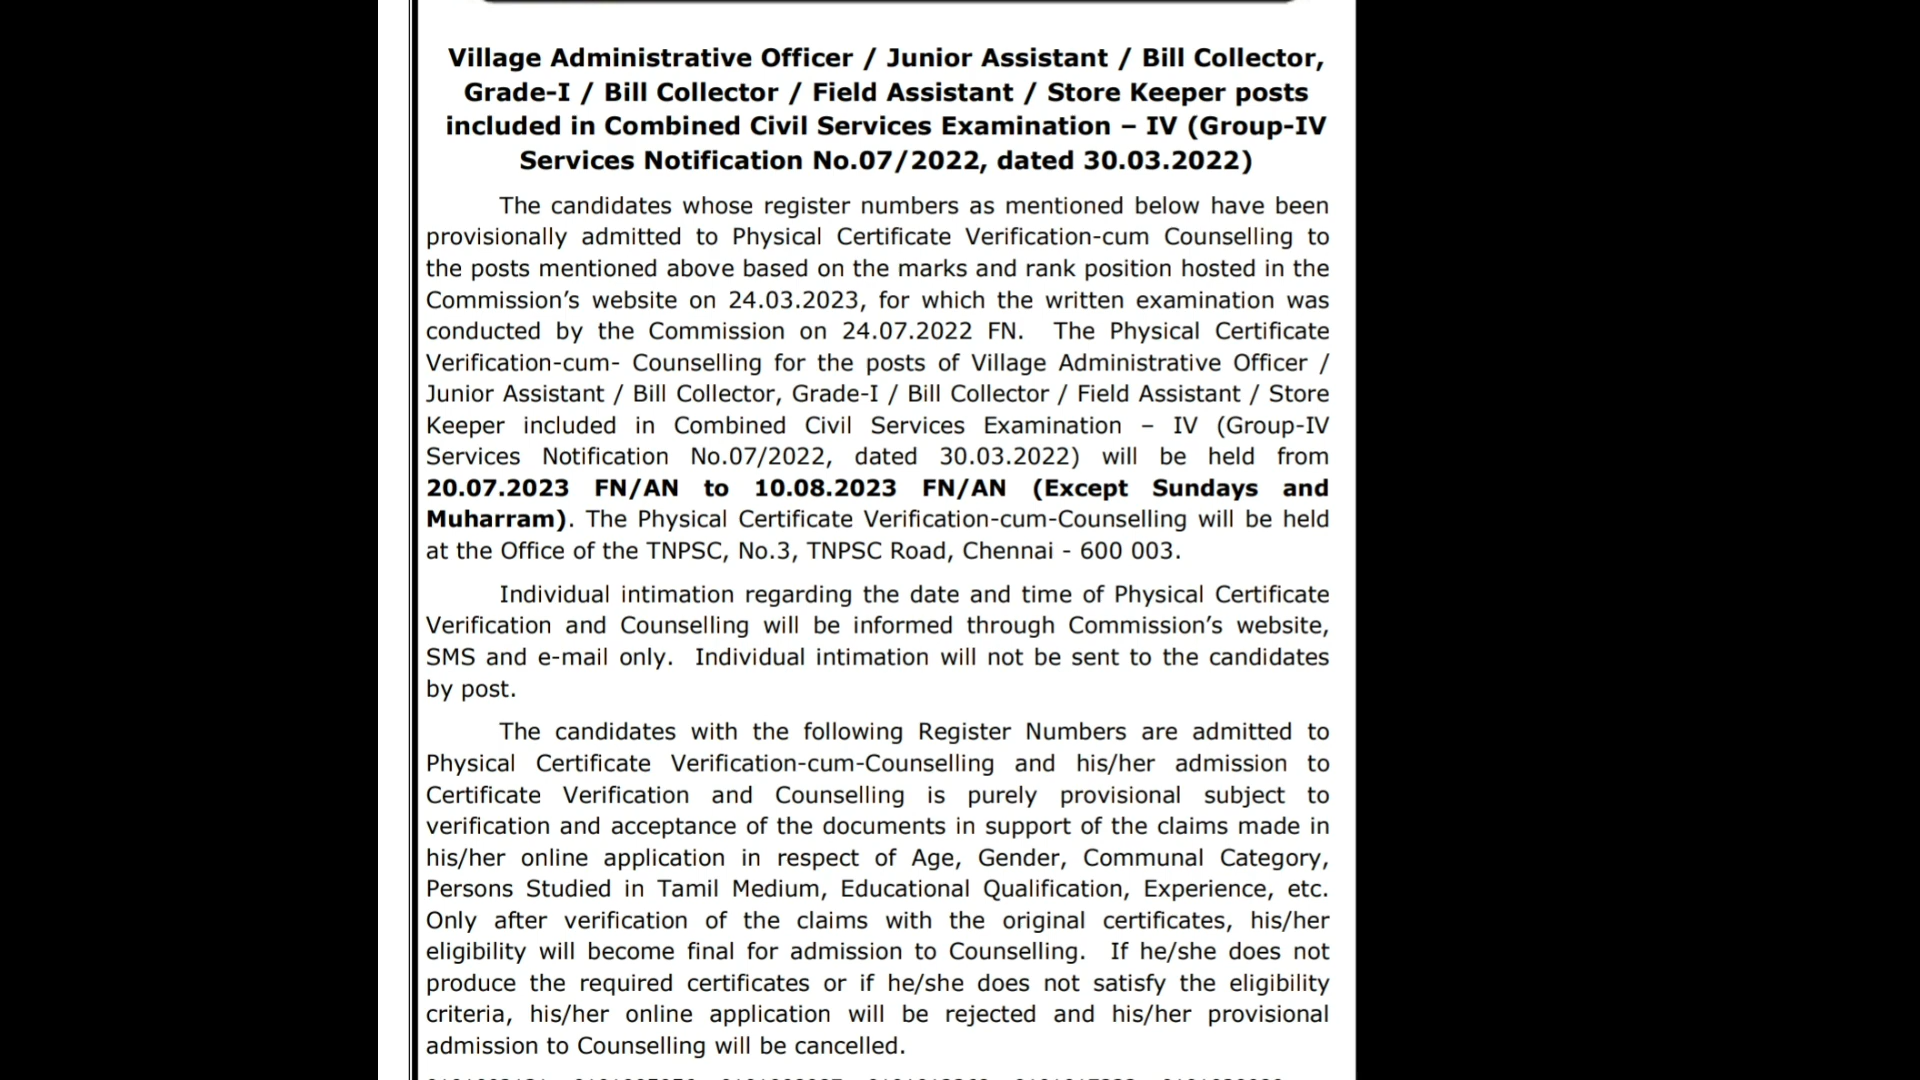 Village Administrative Officer / Junior Assistant / Bill Collector,
Grade-I / Bill Collector / Field Assistant / Store Keeper posts
included in Combined Civil Services Examination – IV (Group-IV
Services Notification No.07/2022, dated 30.03.2022)
The candidates whose register numbers as mentioned below have been
provisionally admitted to Physical Certificate Verification-cum Counselling to
the posts mentioned above based on the marks and rank position hosted in the
Commission’s website on 24.03.2023, for which the written examination was
conducted by the Commission on 24.07.2022 FN. The Physical Certificate
Verification-cum- Counselling for the posts of Village Administrative Officer /
Junior Assistant / Bill Collector, Grade-I / Bill Collector / Field Assistant / Store
Keeper included in Combined Civil Services Examination – IV (Group-IV
Services Notification No.07/2022, dated 30.03.2022) will be held from
20.07.2023 FN/AN to 10.08.2023 FN/AN (Except Sundays and
Muharram). The Physical Certificate Verification-cum-Counselling will be held
at the Office of the TNPSC, No.3, TNPSC Road, Chennai - 600 003.
Individual intimation regarding the date and time of Physical Certificate
Verification and Counselling will be informed through Commission’s website,
SMS and e-mail only. Individual intimation will not be sent to the candidates
by post.
The candidates with the following Register Numbers are admitted to
Physical Certificate Verification-cum-Counselling and his/her admission to
Certificate Verification and Counselling is purely provisional subject to
verification and acceptance of the documents in support of the claims made in
his/her online application in respect of Age, Gender, Communal Category,
Persons Studied in Tamil Medium, Educational Qualification, Experience, etc.
Only after verification of the claims with the original certificates, his/her
eligibility will become final for admission to Counselling. If he/she does not
produce the required certificates or if he/she does not satisfy the eligibility
criteria, his/her online application will be rejected and his/her provisional
admission to Counselling will be cancelled.